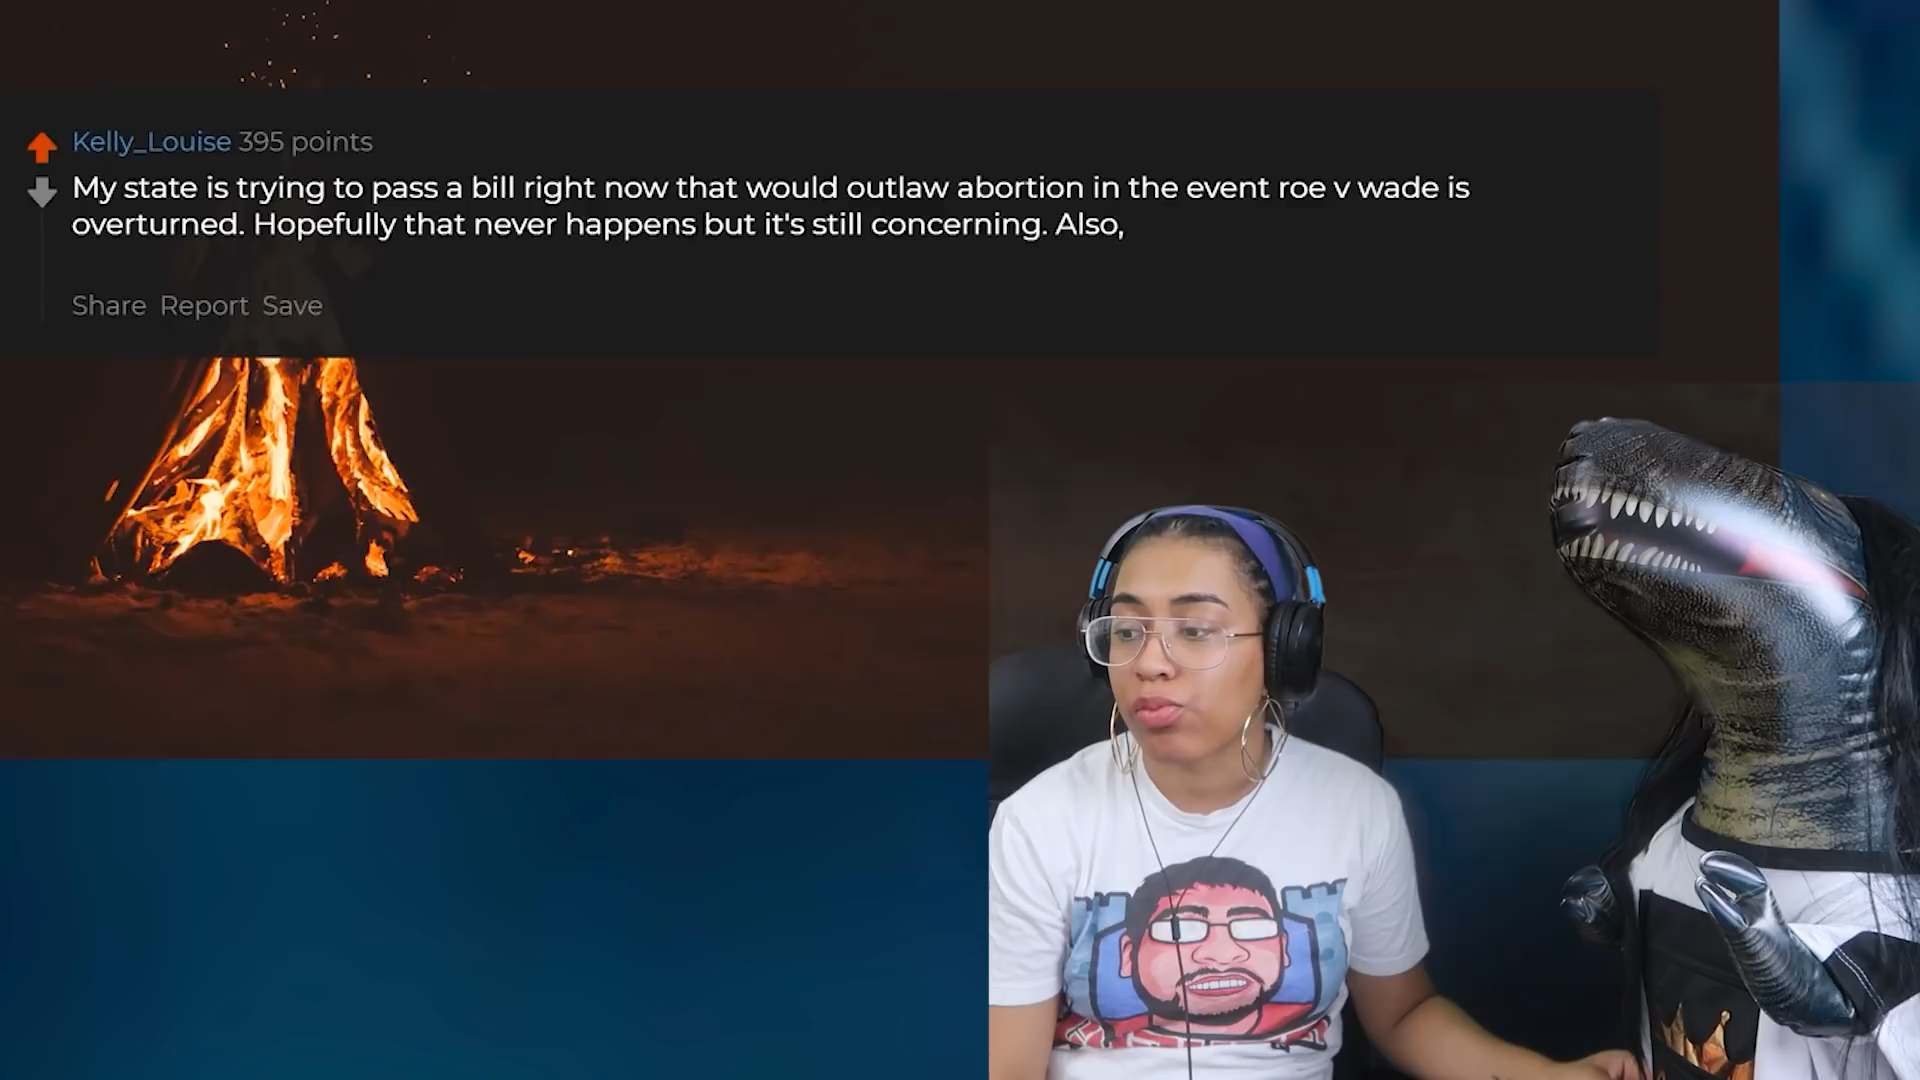 Kelly_Louise 395 points
My state is trying to pass a bill right now that would outlaw abortion in the event roe v wade is
overturned. Hopefully that never happens but it's still concerning. Also,
Share Report Save